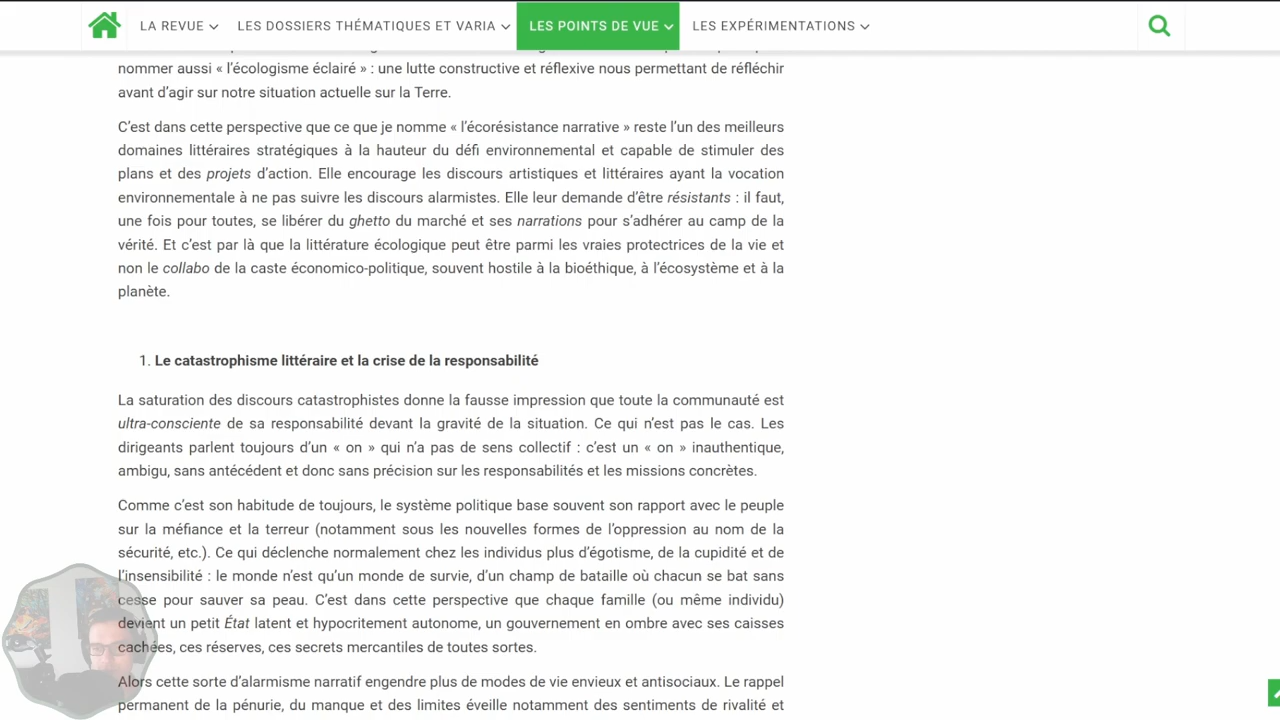 LA REVUE
LES DOSSIERS THÉMATIQUES ET VARIA
LES POINTS DE VUE
LES EXPÉRIMENTATIONS
nommer aussi « l’écologisme éclairé » : une lutte constructive et réflexive nous permettant de réfléchir
avant d’agir sur notre situation actuelle sur la Terre.
C’est dans cette perspective que ce que je nomme « l’écorésistance narrative » reste l’un des meilleurs
domaines littéraires stratégiques à la hauteur du défi environnemental et capable de stimuler des
plans et des projets d’action. Elle encourage les discours artistiques et littéraires ayant la vocation
environnementale à ne pas suivre les discours alarmistes. Elle leur demande d’être résistants : il faut,
une fois pour toutes, se libérer du ghetto du marché et ses narrations pour s’adhérer au camp de la
vérité. Et c’est par là que la littérature écologique peut être parmi les vraies protectrices de la vie et
non le collabo de la caste économico-politique, souvent hostile à la bioéthique, à l’écosystème et à la
planète.
1. Le catastrophisme littéraire et la crise de la responsabilité
La saturation des discours catastrophistes donne la fausse impression que toute la communauté est
ultra-consciente de sa responsabilité devant la gravité de la situation. Ce qui n’est pas le cas. Les
dirigeants parlent toujours d’un « on » qui n’a pas de sens collectif : c’est un « on » inauthentique,
ambigu, sans antécédent et donc sans précision sur les responsabilités et les missions concrètes.
Comme c’est son habitude de toujours, le système politique base souvent son rapport avec le peuple
sur la méfiance et la terreur (notamment sous les nouvelles formes de l’oppression au nom de la
sécurité, etc.). Ce qui déclenche normalement chez les individus plus d’égotisme, de la cupidité et de
l’insensibilité : le monde n’est qu’un monde de survie, d’un champ de bataille où chacun se bat sans
cesse pour sauver sa peau. C’est dans cette perspective que chaque famille (ou même individu)
devient un petit État latent et hypocritement autonome, un gouvernement en ombre avec ses caisses
cachées, ces réserves, ces secrets mercantiles de toutes sortes.
Alors cette sorte d’alarmisme narratif engendre plus de modes de vie envieux et antisociaux. Le rappel
permanent de la pénurie, du manque et des limites éveille notamment des sentiments de rivalité et